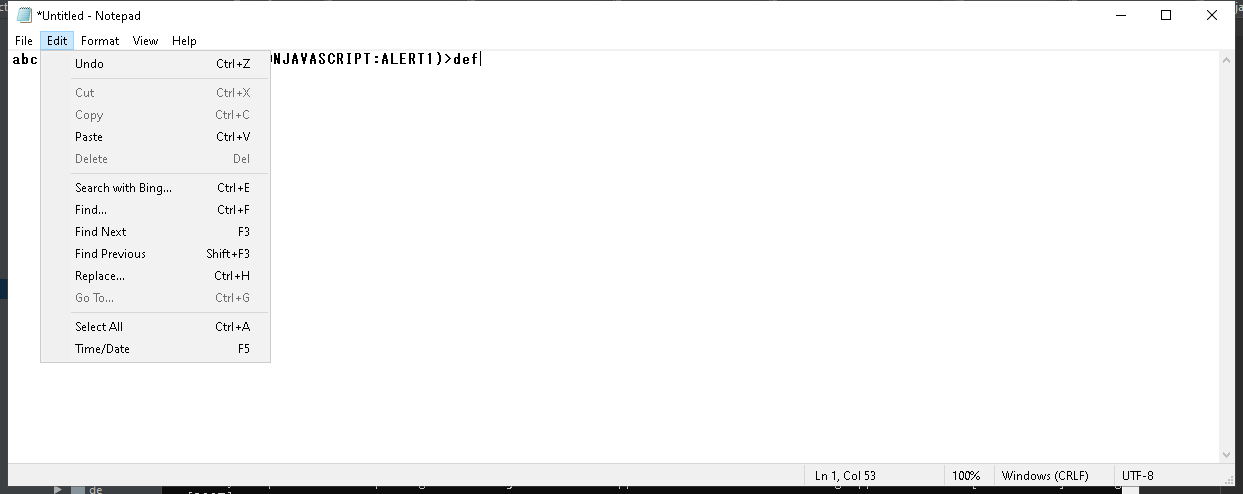 *Untitled - Notepad
File Edit Format View Help
abc NJAVASCRIPT:ALERT1)>def
Undo Ctrl+Z
Cut Ctrl+X
Copy Ctrl+C
Paste Ctrl+V
Delete Del
Search with Bing... Ctrl+E
Find... Ctrl+F
Find Next F3
Find Previous Shift+F3
Replace... Ctrl+H
Go To... Ctrl+G
Select All Ctrl+A
Time/Date F5
Ln 1, Col 53 100% Windows (CRLF) UTF-8
de